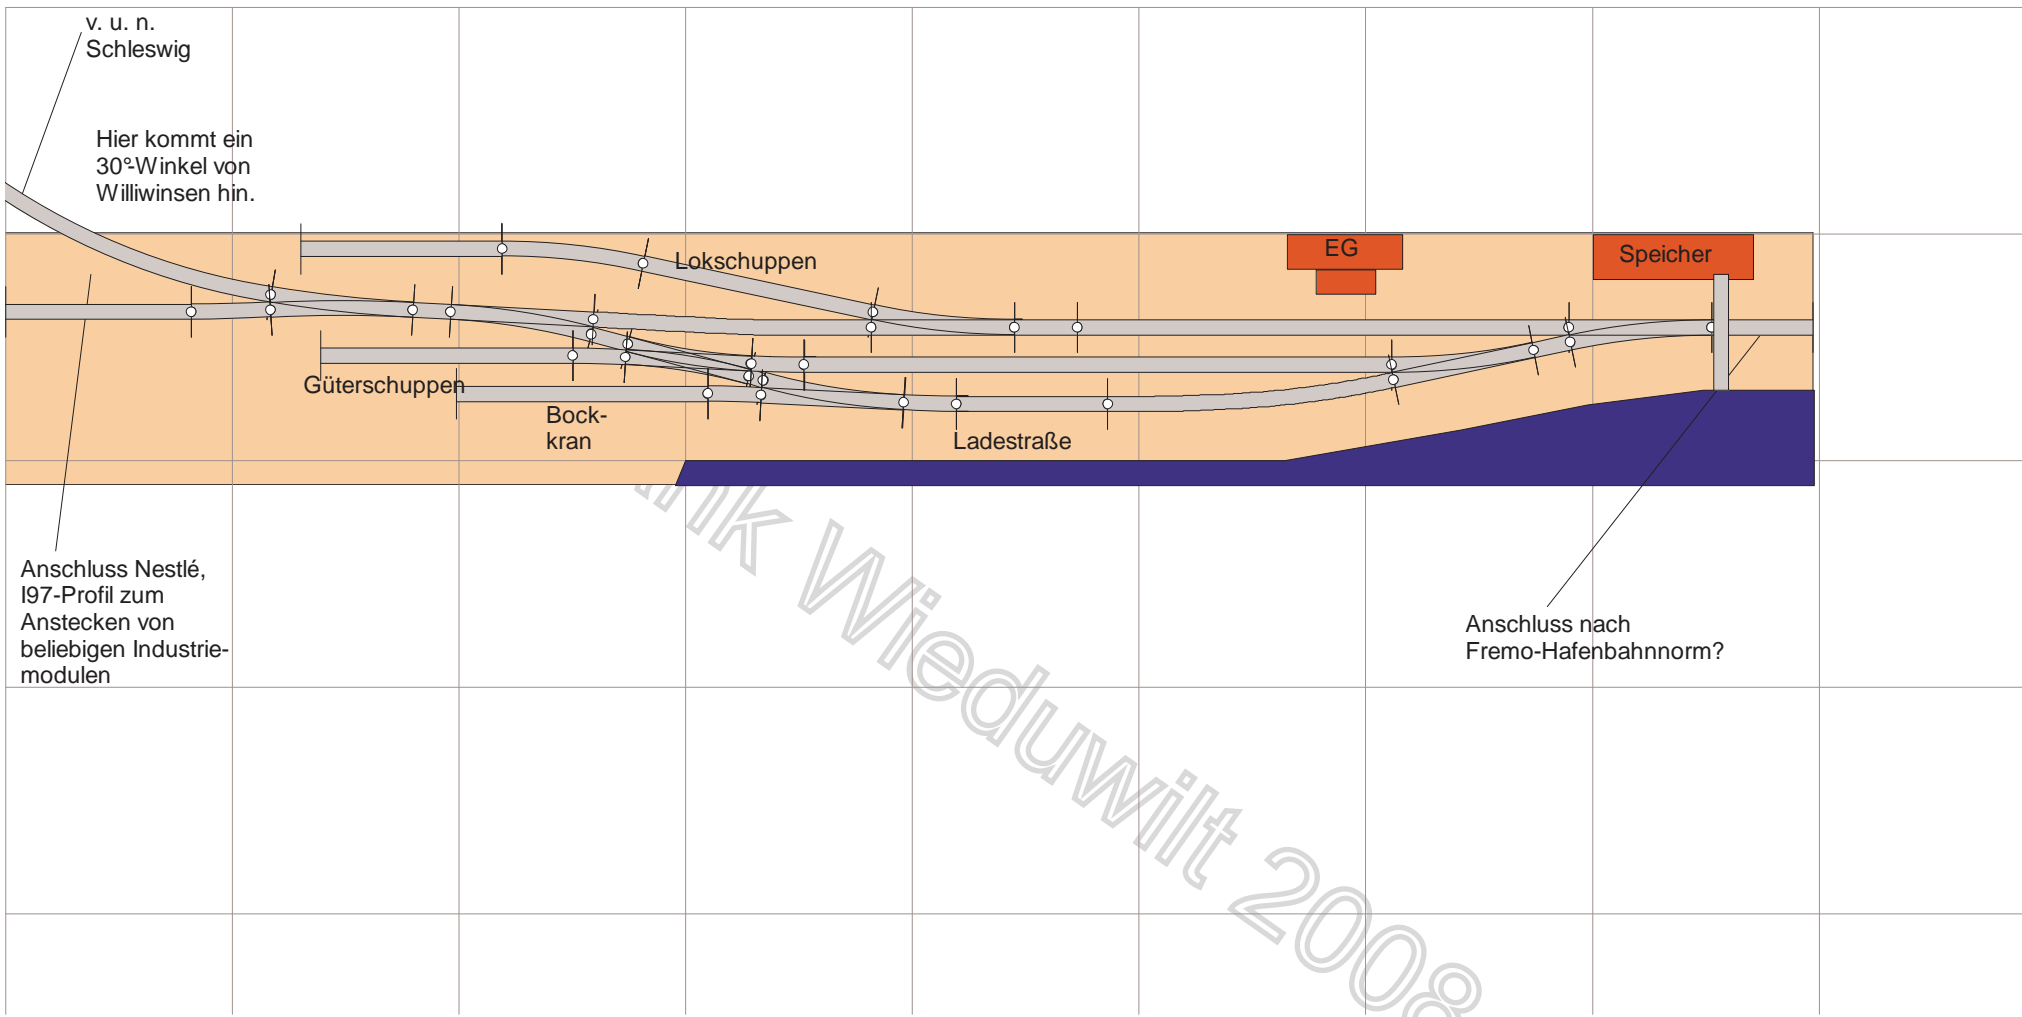 v. u. n.
Schleswig
Hier kommt ein
30°-Winkel von
Williwinsen hin.
Lokschuppen
EG
Speicher
Güterschuppen
Bock-
kran
Ladestraße
Anschluss Nestlé,
I97-Profil zum
Anstecken von
beliebigen Industrie-
modulen
Anschluss nach
Fremo-Hafenbahnnorm?
Wieduwilt 2008